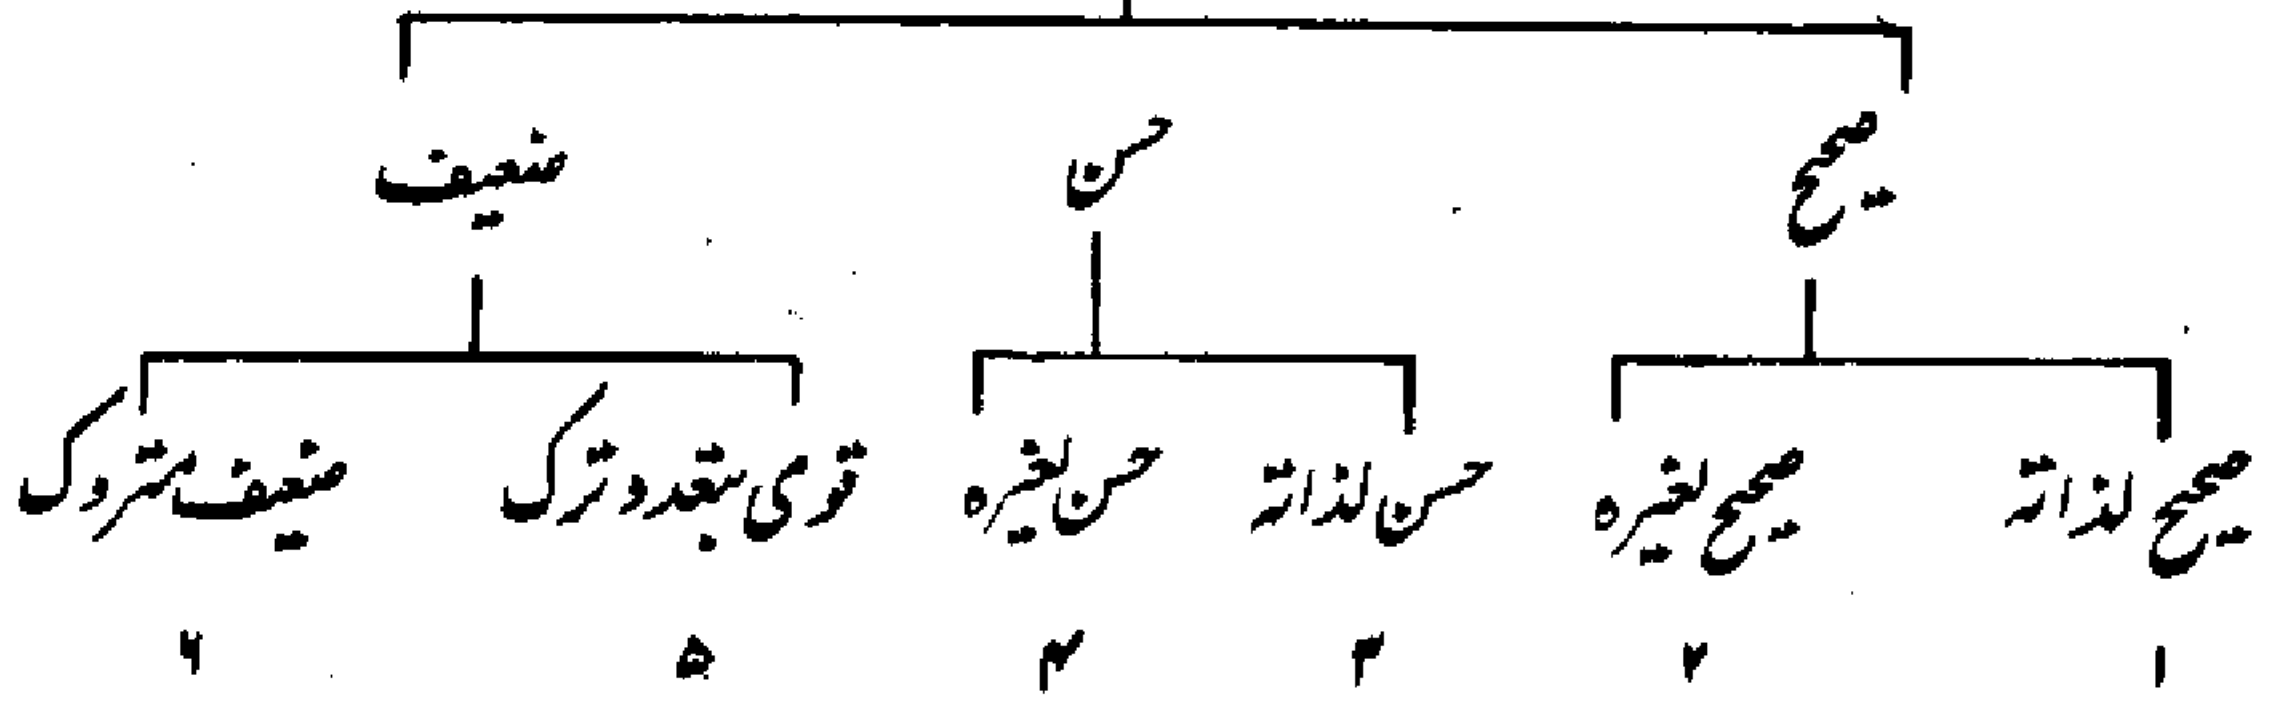 صحیح حسن ضعیف
صحیح لذاتہ صحیح لغیرہ حسن لذاتہ حسن لغیرہ قوی بتعدد ترک ضعیف متروک
۱ ۲ ۳ ۴ ۵ ۶